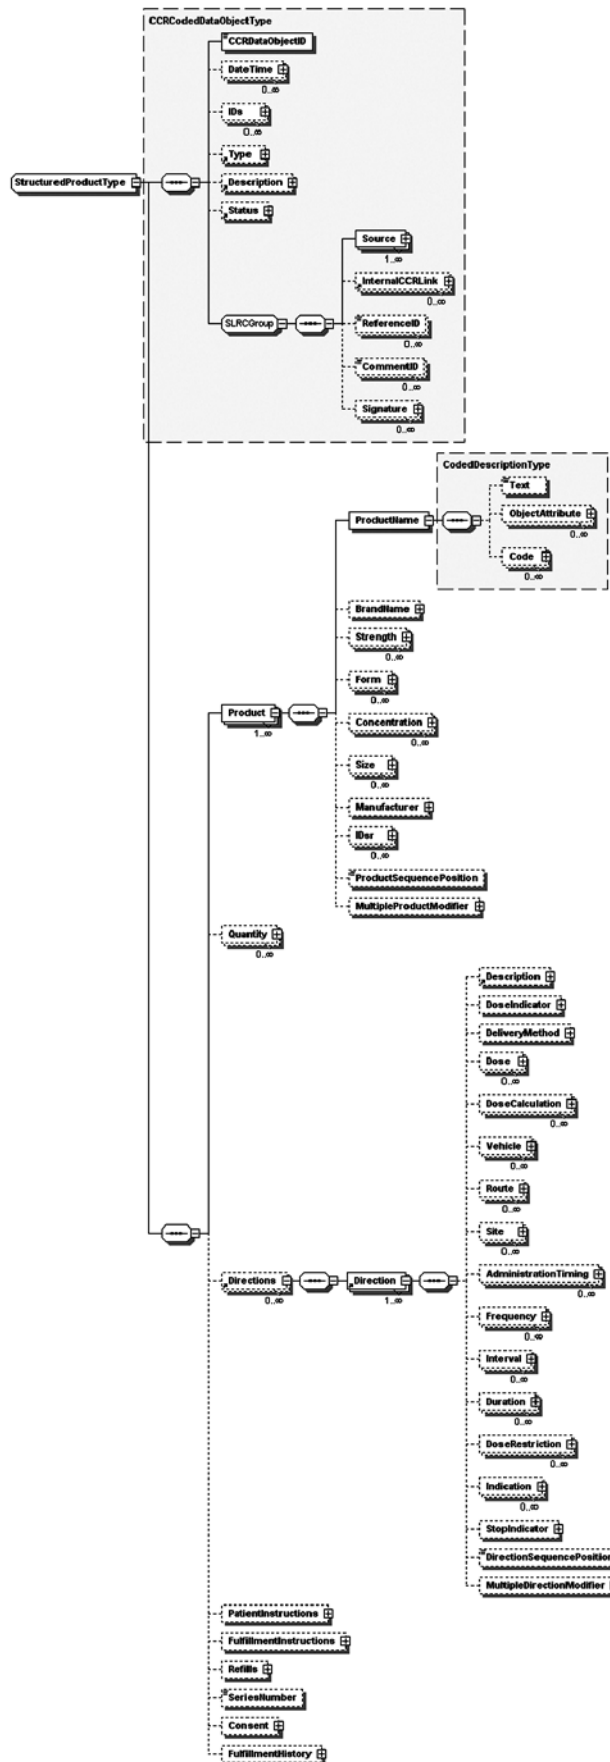 CCRCodedDataObjectType
CCRDataObjectID
DateTime
0..∞
IDs
0..∞
Type
StructuredProductType
Description
Status
Source
1..∞
InternalCCRLink
0..∞
SLRCGroup
ReferenceID
0..∞
CommentID
0..∞
Signature
0..∞
CodedDescriptionType
Text
ProductName
ObjectAttribute
0..∞
Code
0..∞
BrandName
Strength
0..∞
Form
0..∞
Product
1..∞
Concentration
0..∞
Size
0..∞
Manufacturer
IDsr
0..∞
ProductSequencePosition
MultipleProductModifier
Quantity
0..∞
Description
DoseIndicator
DeliveryMethod
Dose
0..∞
DoseCalculation
0..∞
Vehicle
0..∞
Route
0..∞
Site
0..∞
Directions
0..∞
Direction
1..∞
AdministrationTiming
0..∞
Frequency
0..∞
Interval
0..∞
Duration
0..∞
DoseRestriction
0..∞
Indication
0..∞
StopIndicator
DirectionSequencePosition
MultipleDirectionModifier
PatientInstructions
FulfillmentInstructions
Refills
SeriesNumber
Consent
FulfillmentHistory